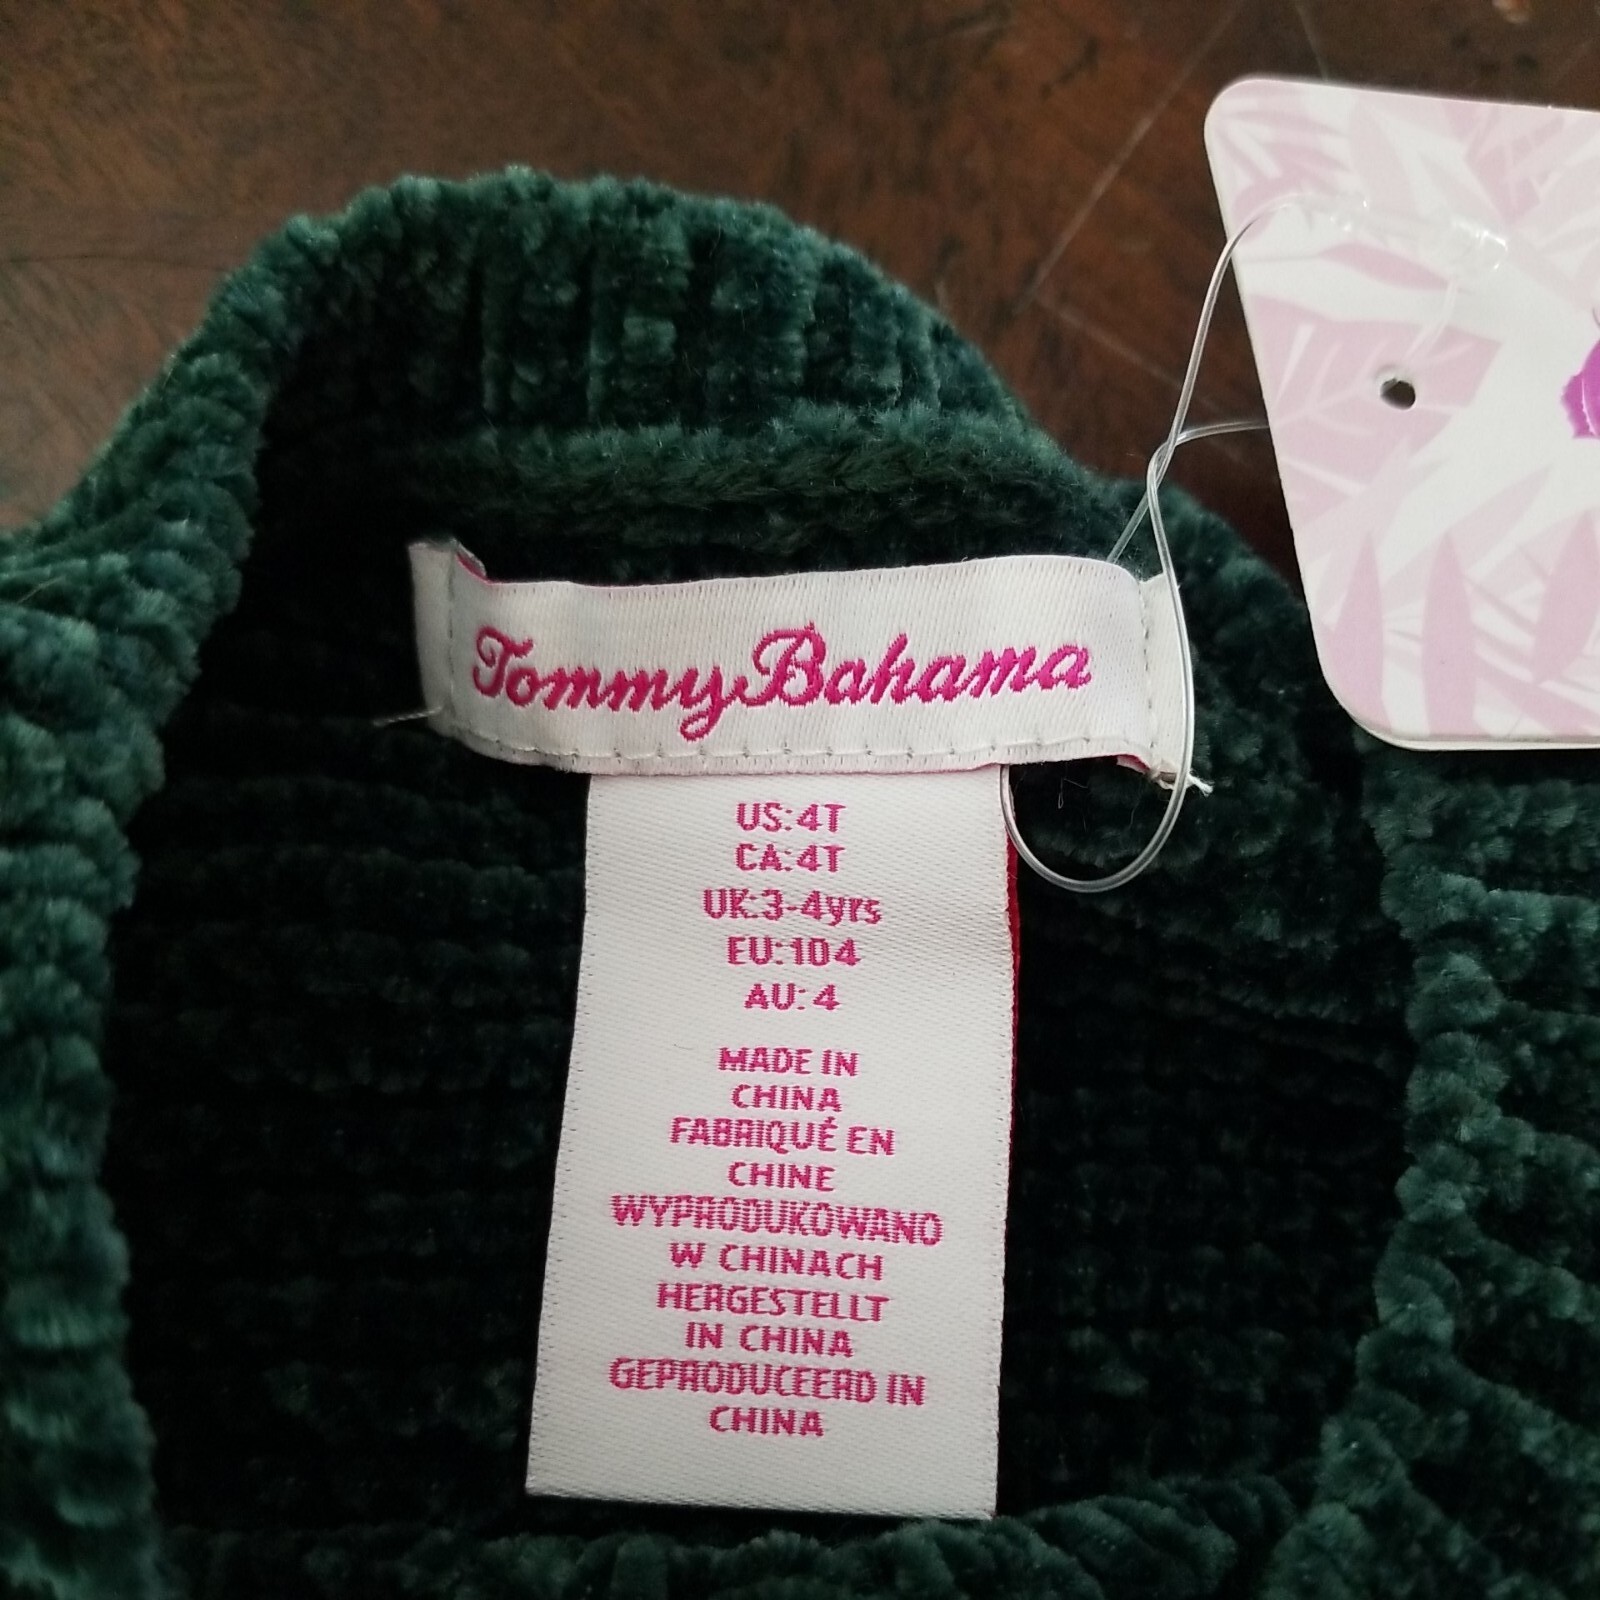 Tommy Bahama
US:4T
CA:4T
UK:3-4yrs
EU:104
AU:4
MADE IN
CHINA
FABRIQUÉ EN
CHINE
WYPRODUKOWANO
W CHINACH
HERGESTELLT
IN CHINA
GEPRODUCEERD IN
CHINA